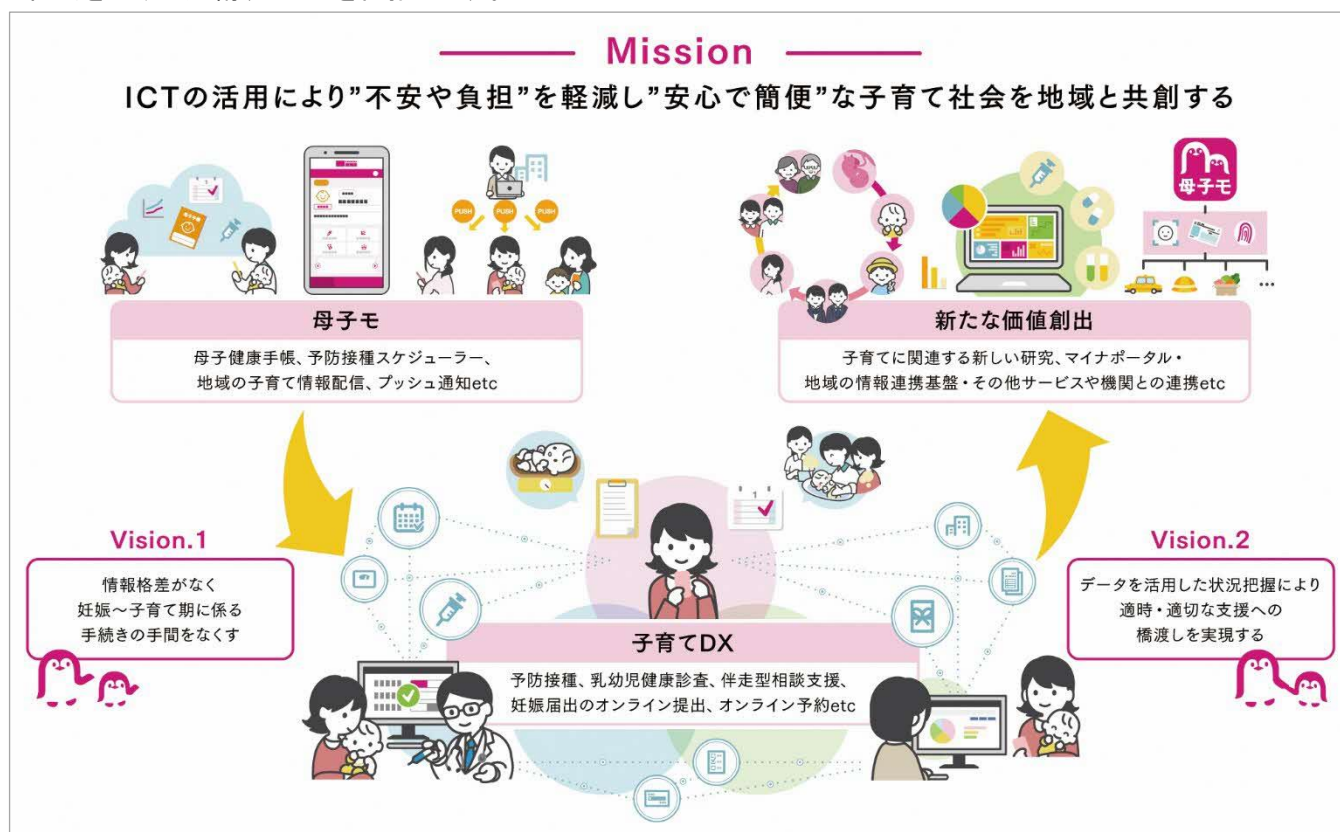 Mission
ICTの活用により”不安や負担”を軽減し”安心で簡便”な子育て社会を地域と共創する
PUSH
PUSH
PUSH
母子モ
母子健康手帳、予防接種スケジューラー、
地域の子育て情報配信、プッシュ通知etc
母子モ
…
新たな価値創出
子育てに関連する新しい研究、マイナポータル・
地域の情報連携基盤・その他サービスや機関との連携etc
1
Vision.1
情報格差がなく
妊娠～子育て期に係る
手続きの手間をなくす
子育てDX
予防接種、乳幼児健康診査、伴走型相談支援、
妊娠届出のオンライン提出、オンライン予約etc
Vision.2
データを活用した状況把握により
適時・適切な支援への
橋渡しを実現する